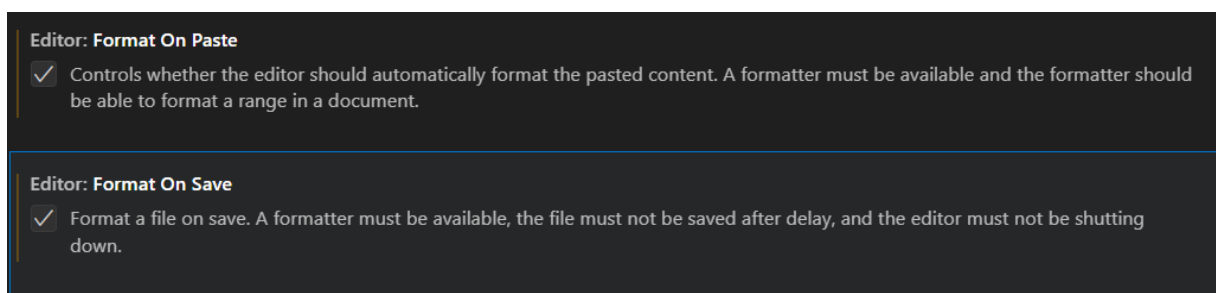 Editor: Format On Paste
Controls whether the editor should automatically format the pasted content. A formatter must be available and the formatter should
be able to format a range in a document.
Editor: Format On Save
Format a file on save. A formatter must be available, the file must not be saved after delay, and the editor must not be shutting
down.